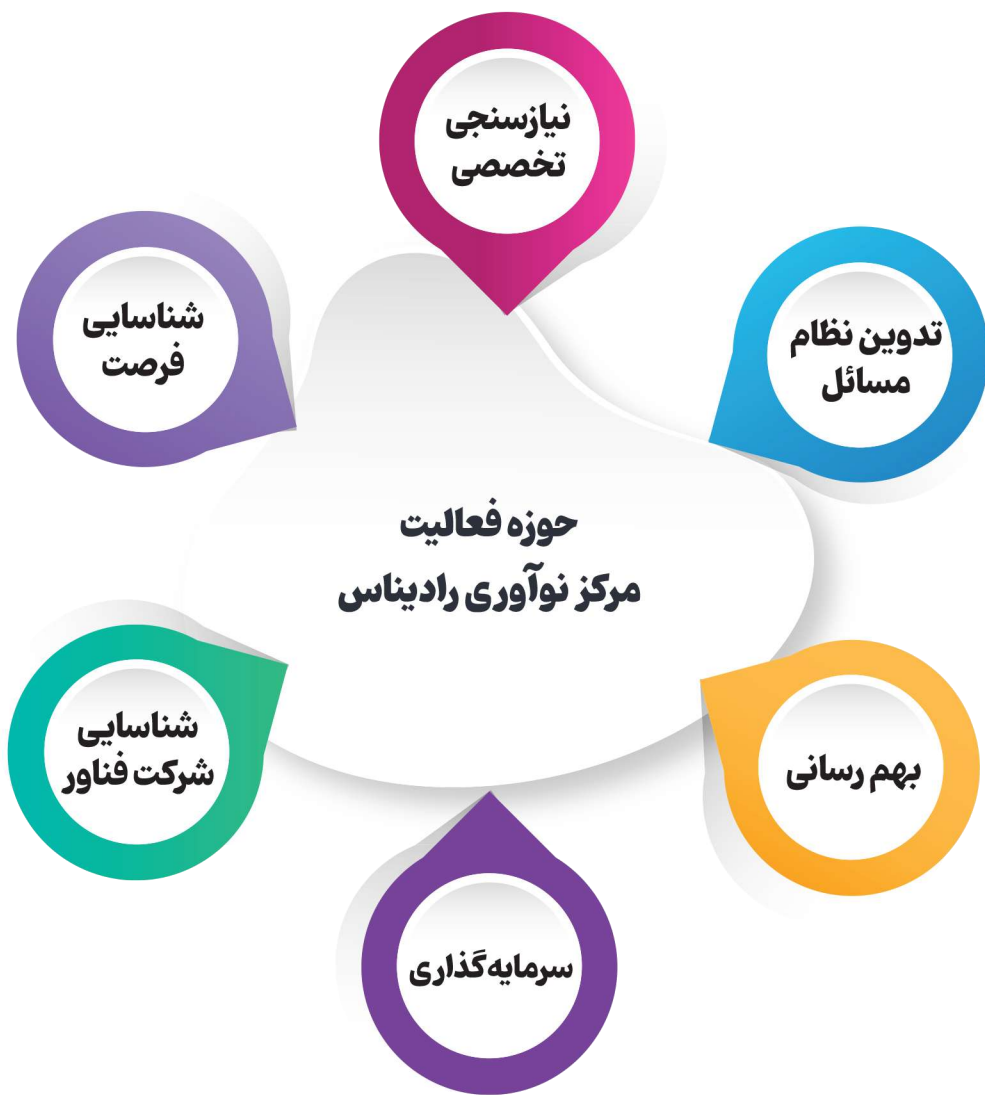 نیازسنجی
تخصصی
تدوین نظام
مسائل
شناسایی
فرصت
حوزه فعالیت
مرکز نوآوری رادیناس
بهم رسانی
شناسایی
شرکت فناور
سرمایه‌گذاری